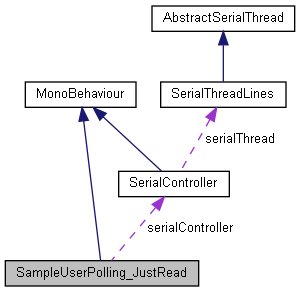 AbstractSerialThread
MonoBehaviour
SerialThreadLines
serialThread
SerialController
serialController
SampleUserPolling_JustRead